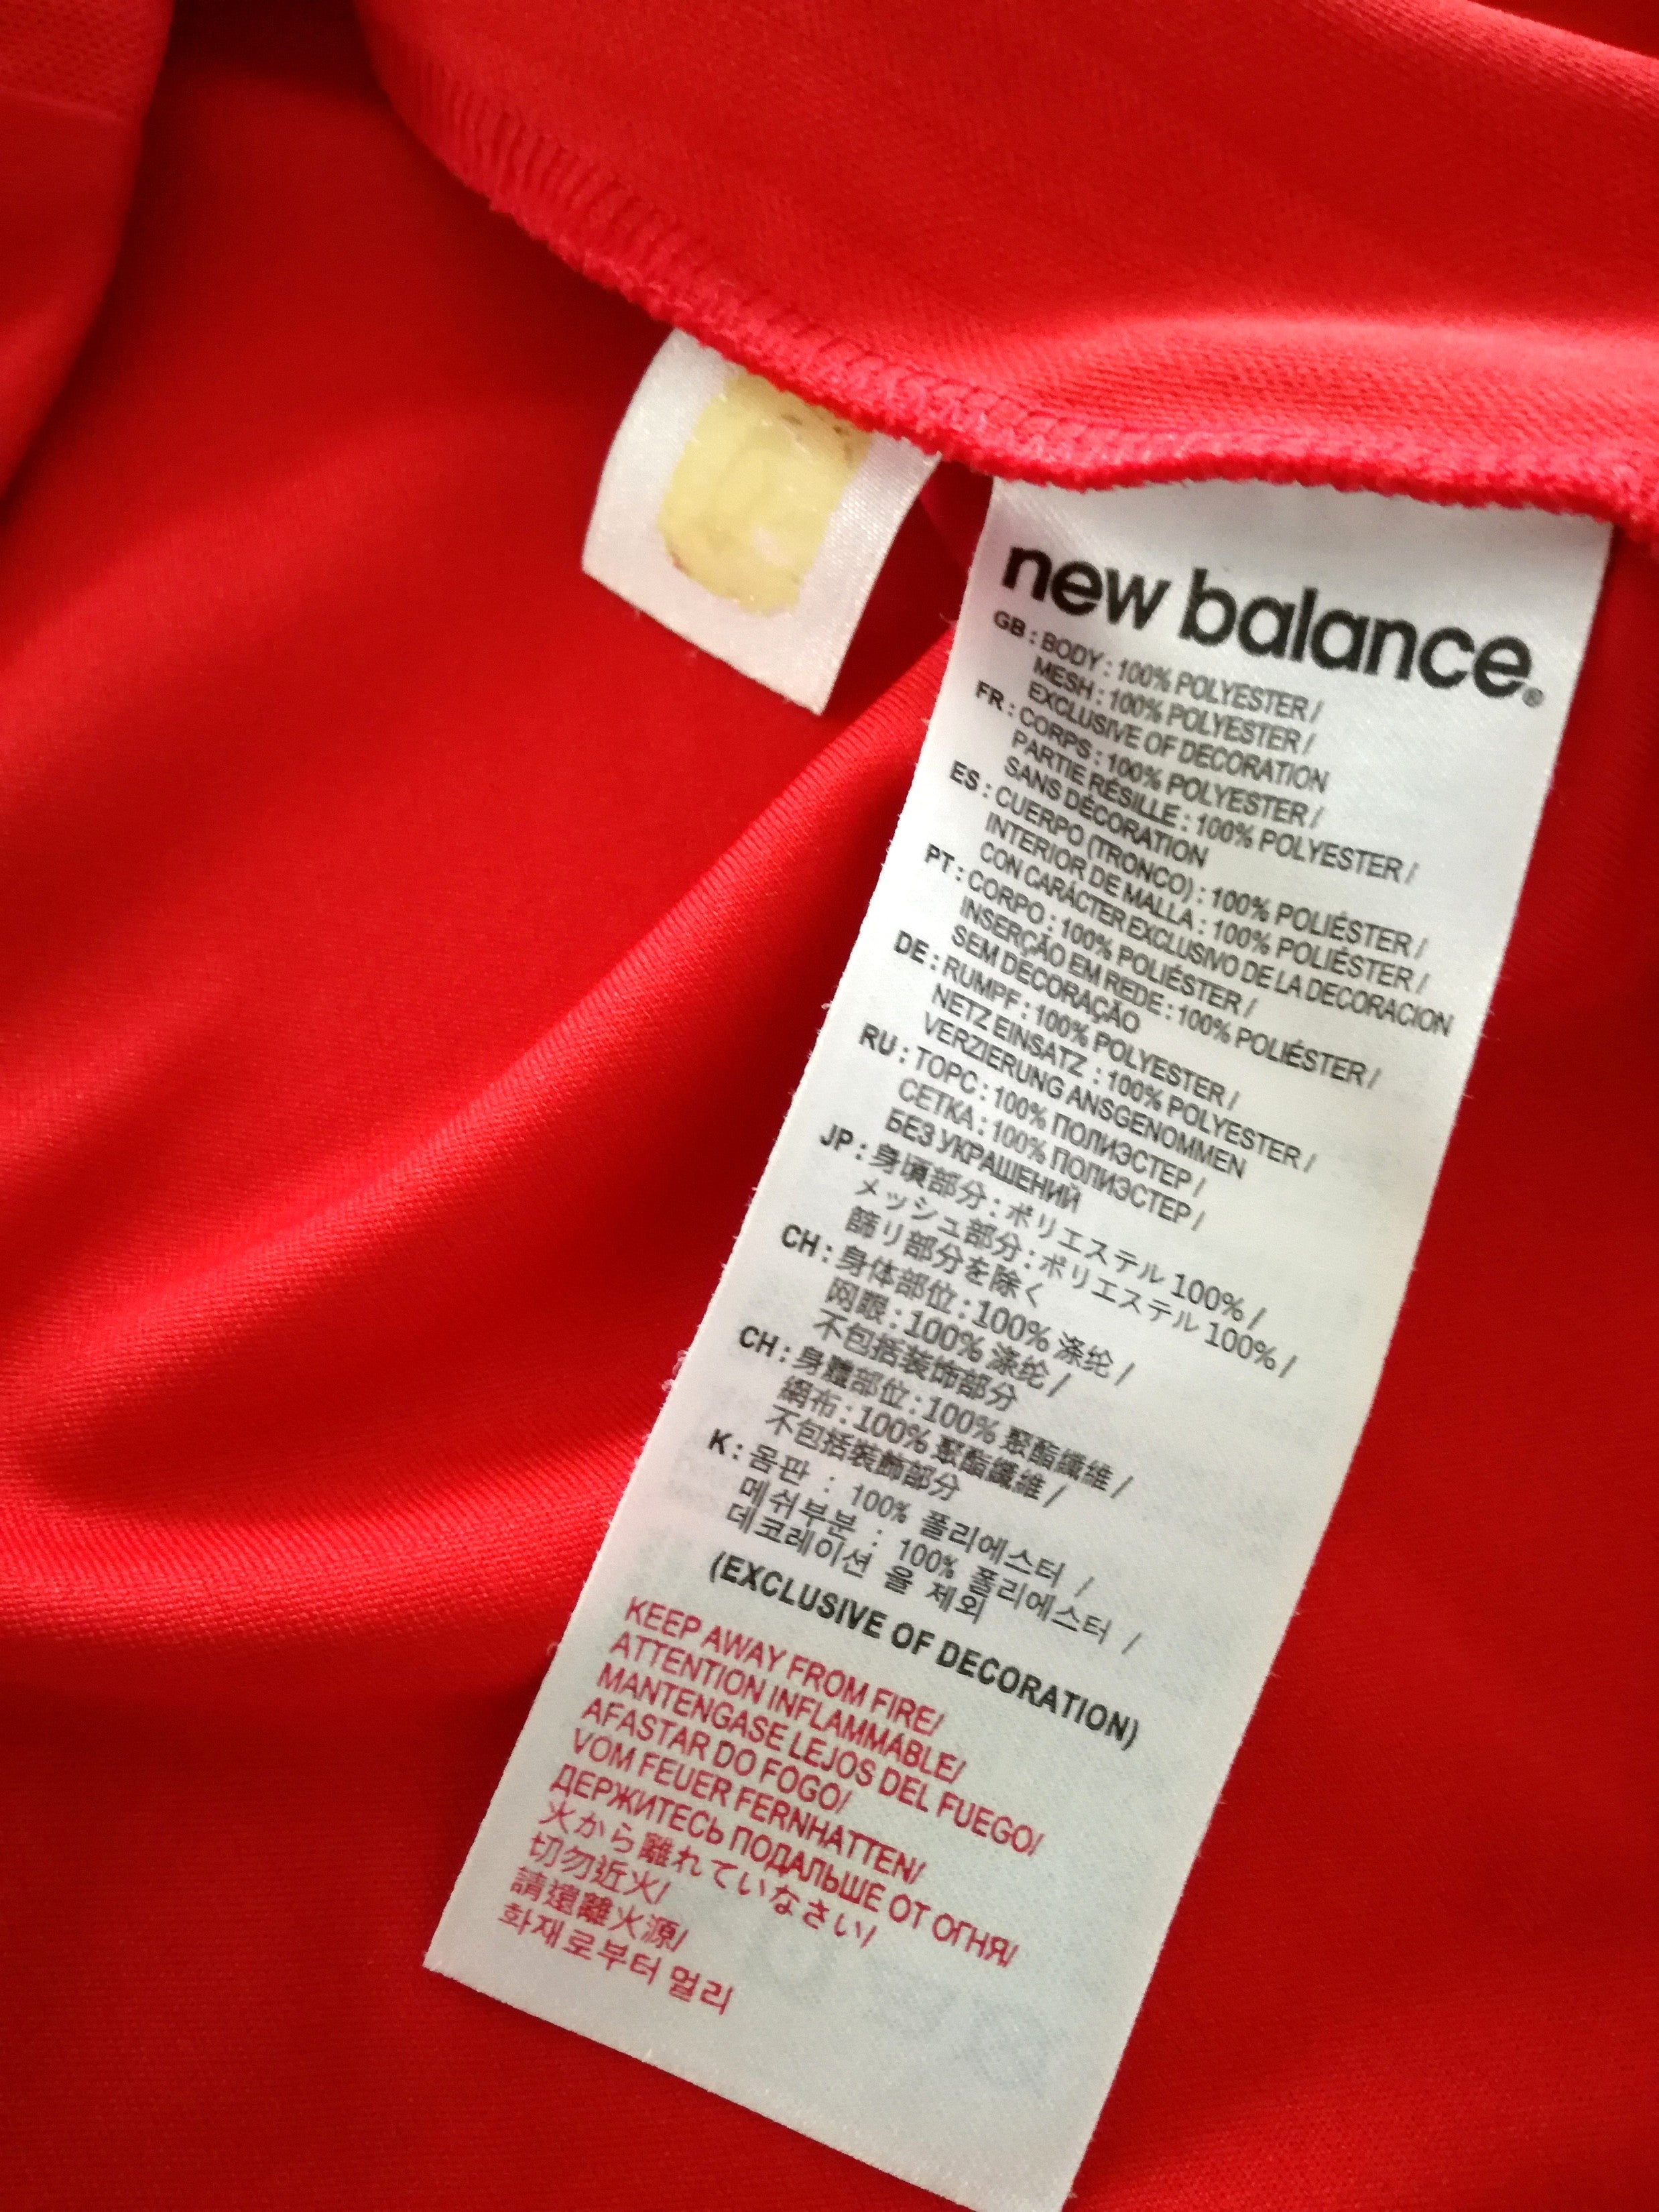 new balance®
GB : BODY : 100% POLYESTER /
MESH : 100% POLYESTER /
EXCLUSIVE OF DECORATION
FR : CORPS : 100% POLYESTER /
PARTIE RÉSILLE : 100% POLYESTER /
SANS DÉCORATION
ES : CUERPO (TRONCO) : 100% POLIÉSTER /
INTERIOR DE MALLA : 100% POLIÉSTER /
CON CARÁCTER EXCLUSIVO DE LA DECORACION
PT : CORPO : 100% POLIÉSTER /
INSERÇÃO EM REDE : 100% POLIÉSTER /
SEM DECORAÇÃO
DE : RUMPF : 100% POLYESTER /
NETZ EINSATZ : 100% POLYESTER /
VERZIERUNG ANSGENOMMEN
RU : ТОРС : 100% ПОЛИЭСТЕР /
СЕТКА : 100% ПОЛИЭСТЕР /
БЕЗ УКРАШЕНИЙ
JP : 身頃部分 : ポリエステル 100% /
メッシュ部分 : ポリエステル 100% /
篩リ部分を除く
CH : 身体部位 : 100% 涤纶 /
网眼 : 100% 涤纶 /
不包括装饰部分
CH : 身體部位 : 100% 聚酯纖維 /
網布 : 100% 聚酯纖維 /
不包括裝飾部分
K : 몸판 : 100% 폴리에스터 /
메쉬부분 : 100% 폴리에스터 /
데코레이션 을 제외
(EXCLUSIVE OF DECORATION)
KEEP AWAY FROM FIRE/
ATTENTION INFLAMMABLE/
MANTENGASE LEJOS DEL FUEGO/
AFASTAR DO FOGO/
VOM FEUER FERNHATTEN/
ДЕРЖИТЕСЬ ПОДАЛЬШЕ ОТ ОГНЯ/
火から離れていなさい/
切勿近火/
請遠離火源/
화재로부터 멀리